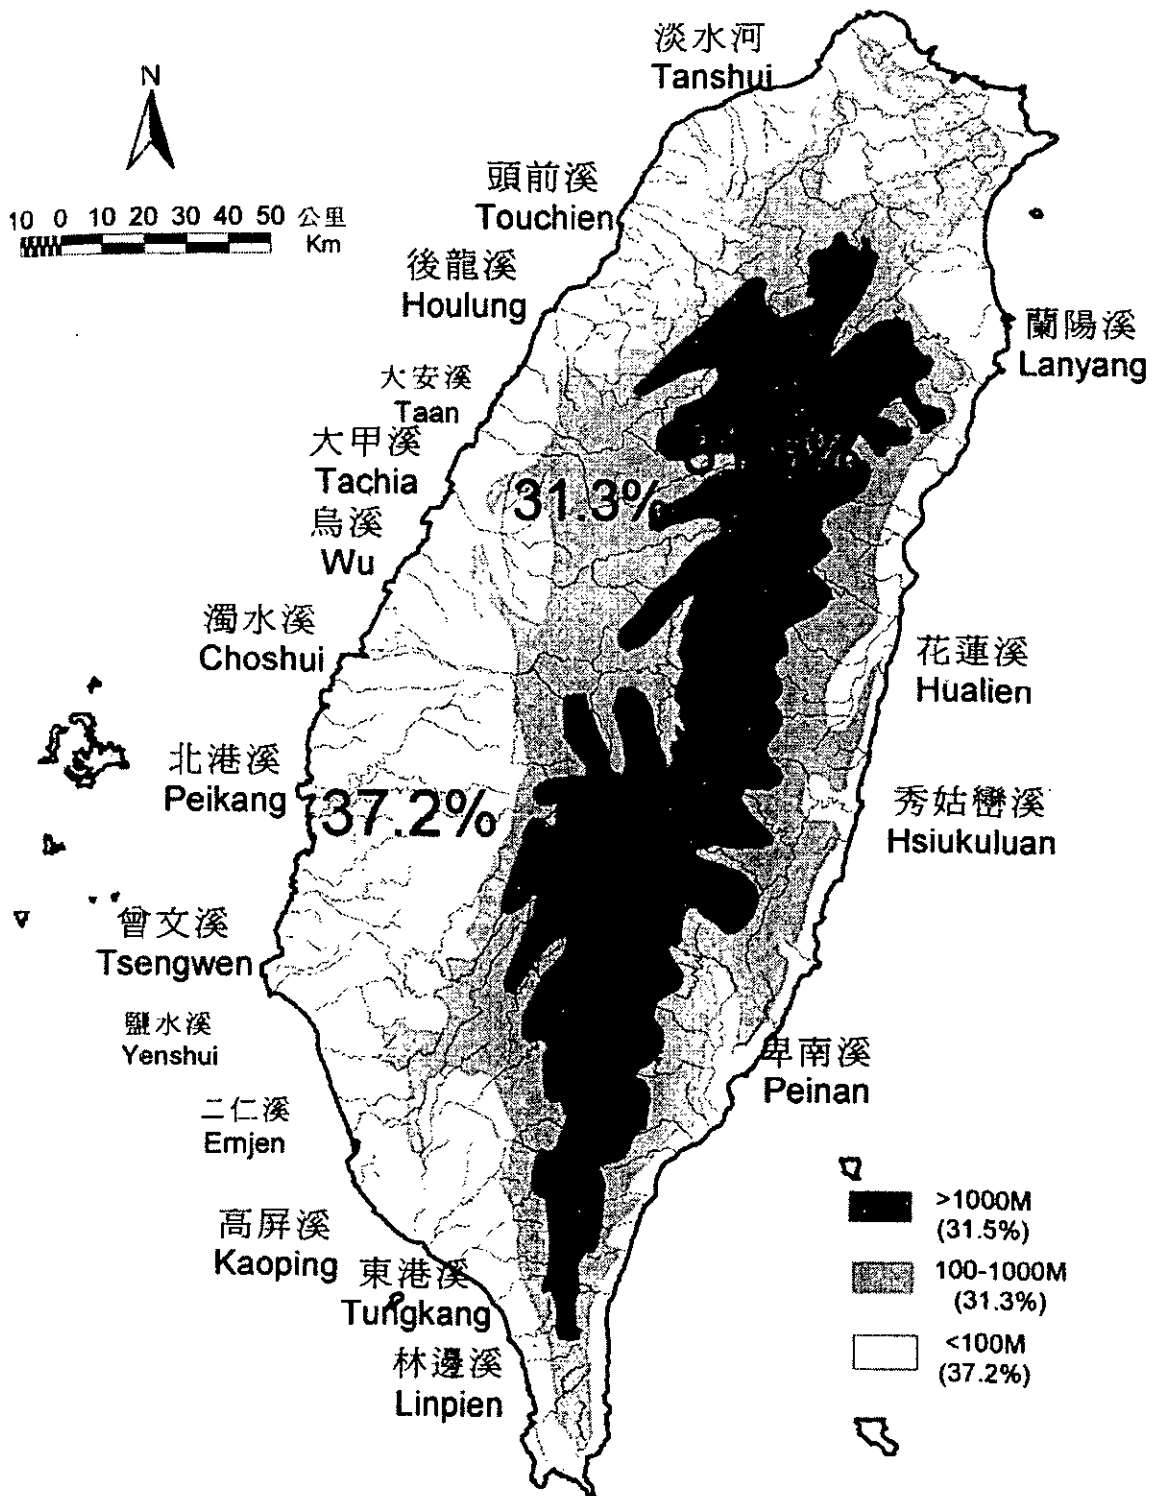 淡水河
Tanshui
N
頭前溪
Touchien
10 0 10 20 30 40 50 公里
Km
後龍溪
Houlung
蘭陽溪
Lanyang
大安溪
Taan
大甲溪
Tachia
31.3%
烏溪
Wu
濁水溪
Choshui
花蓮溪
Hualien
北港溪
Peikang
37.2%
秀姑巒溪
Hsiukuluan
曾文溪
Tsengwen
鹽水溪
Yenshui
卑南溪
Peinan
二仁溪
Emjen
高屏溪
Kaoping
東港溪
Tungkang
林邊溪
Linpien
>1000M
(31.5%)
100-1000M
(31.3%)
<100M
(37.2%)